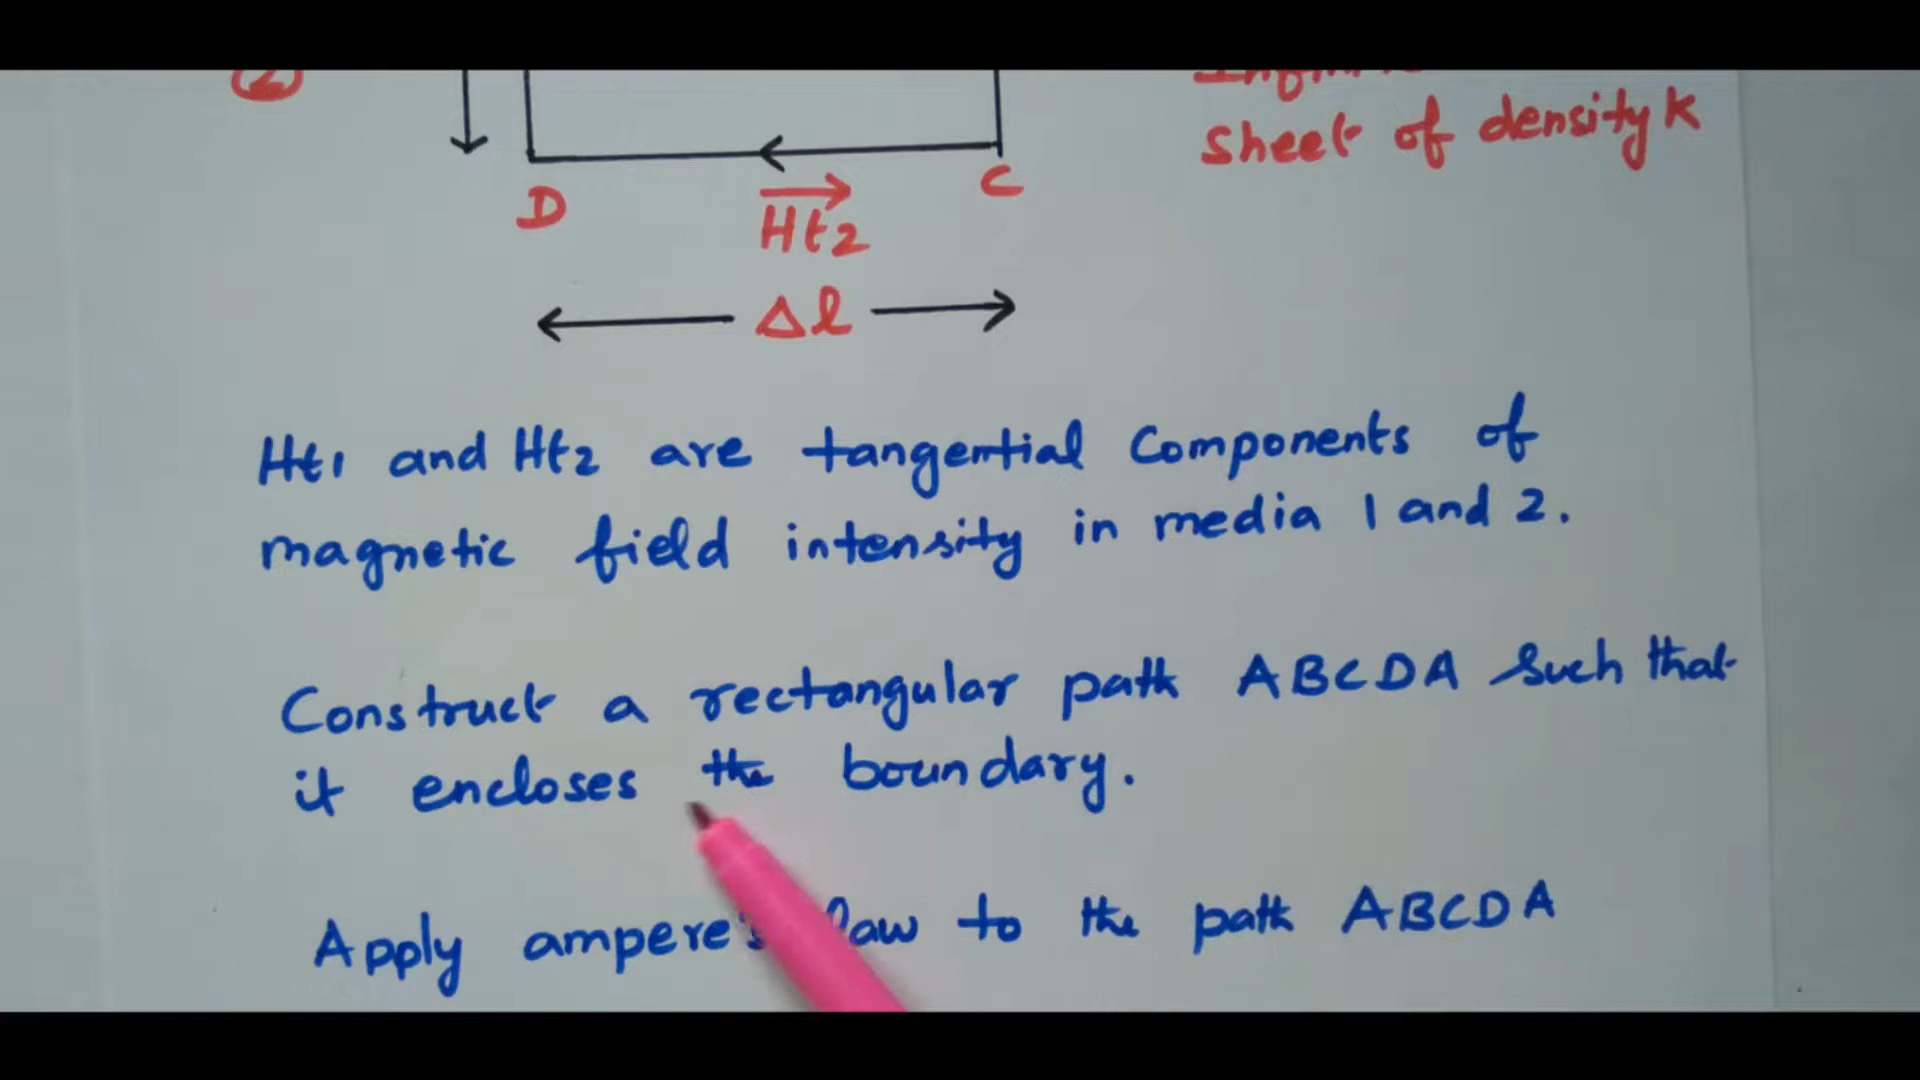 2
Sheet of density K
D
C
Ht2
Δl
Ht1 and Ht2 are tangential Components of
magnetic field intensity in media 1 and 2.
Construct a rectangular path ABCDA such that
it encloses the boundary.
Apply ampere's law to the path ABCDA